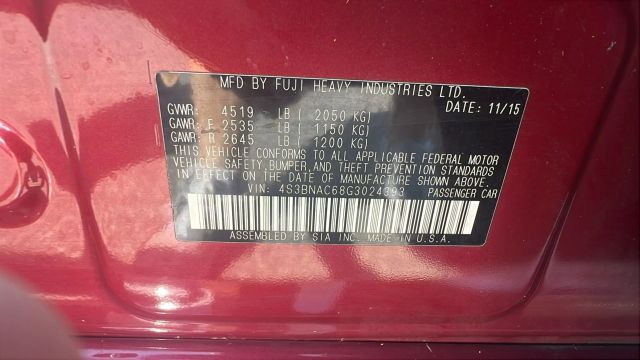 MFD BY FUJI HEAVY INDUSTRIES LTD.
DATE: 11/15
GVWR: 4519 LB ( 2050 KG)
GAWR: F 2535 LB ( 1150 KG)
GAWR: R 2645 LB ( 1200 KG)
THIS VEHICLE CONFORMS TO ALL APPLICABLE FEDERAL MOTOR
VEHICLE SAFETY, BUMPER, AND THEFT PREVENTION STANDARDS
IN EFFECT ON THE DATE OF MANUFACTURE SHOWN ABOVE.
VIN: 4S3BNAC68G3024393 PASSENGER CAR
ASSEMBLED BY SIA INC. MADE IN U.S.A.